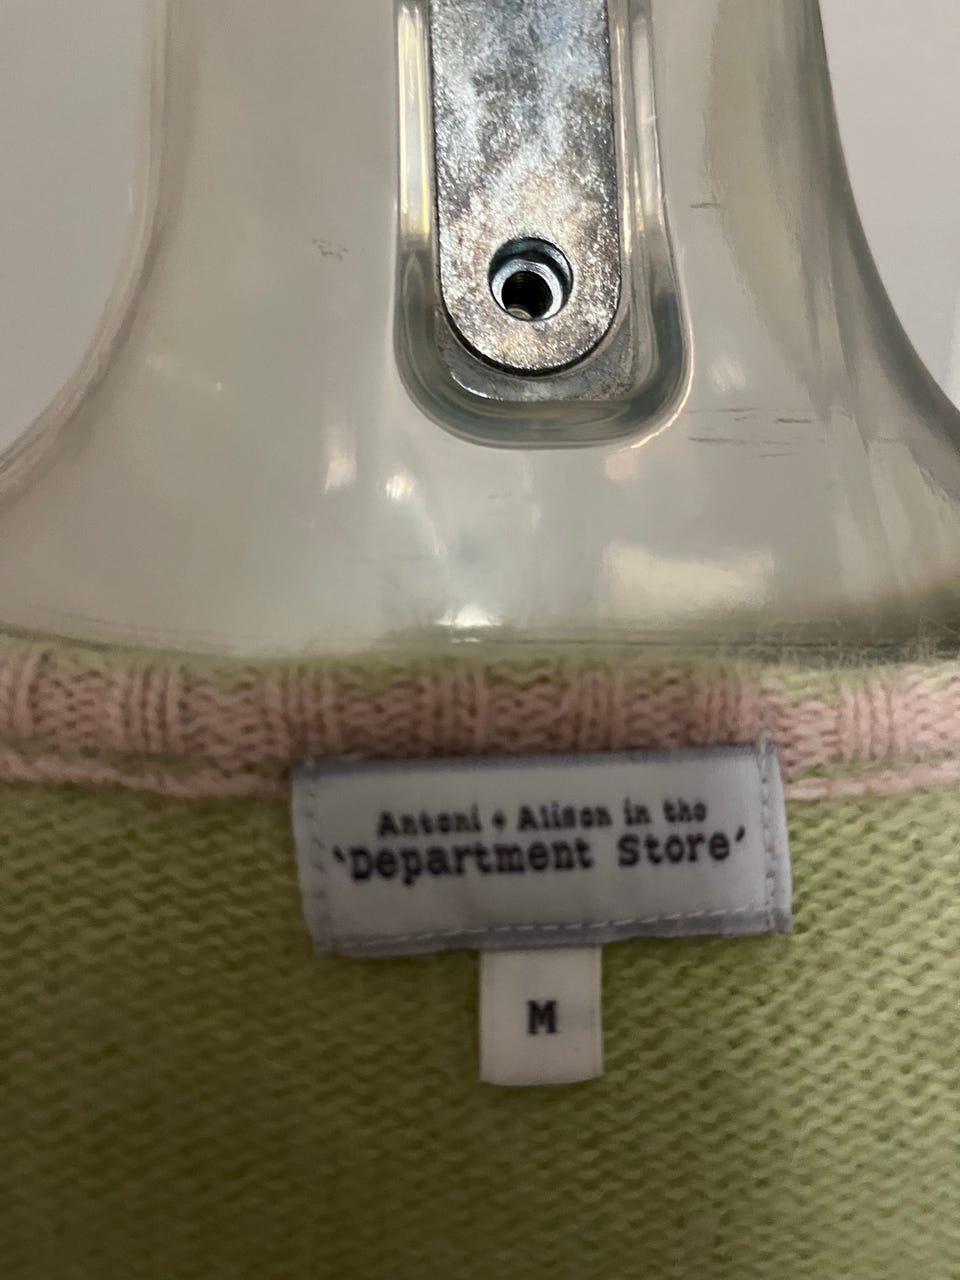 Antoni + Alison in the
'Department Store'
M